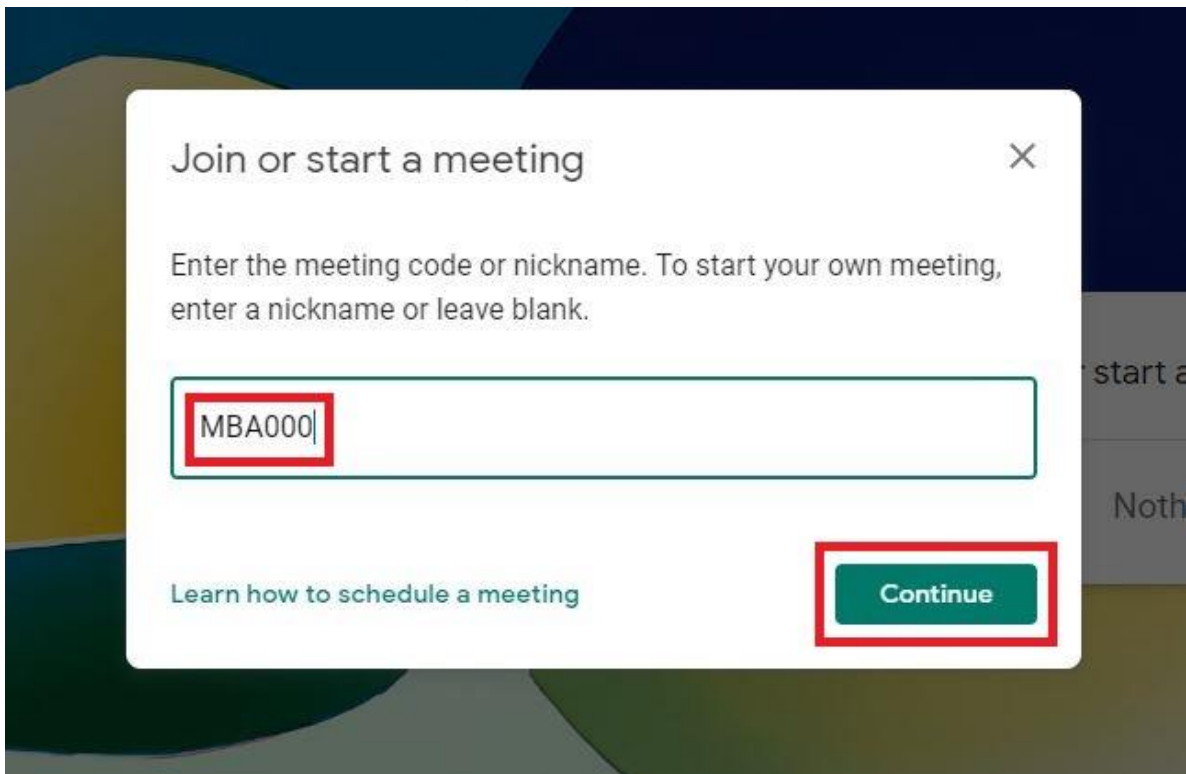 Join or start a meeting
Enter the meeting code or nickname. To start your own meeting,
enter a nickname or leave blank.
start a
MBA000
Noth
Learn how to schedule a meeting
Continue